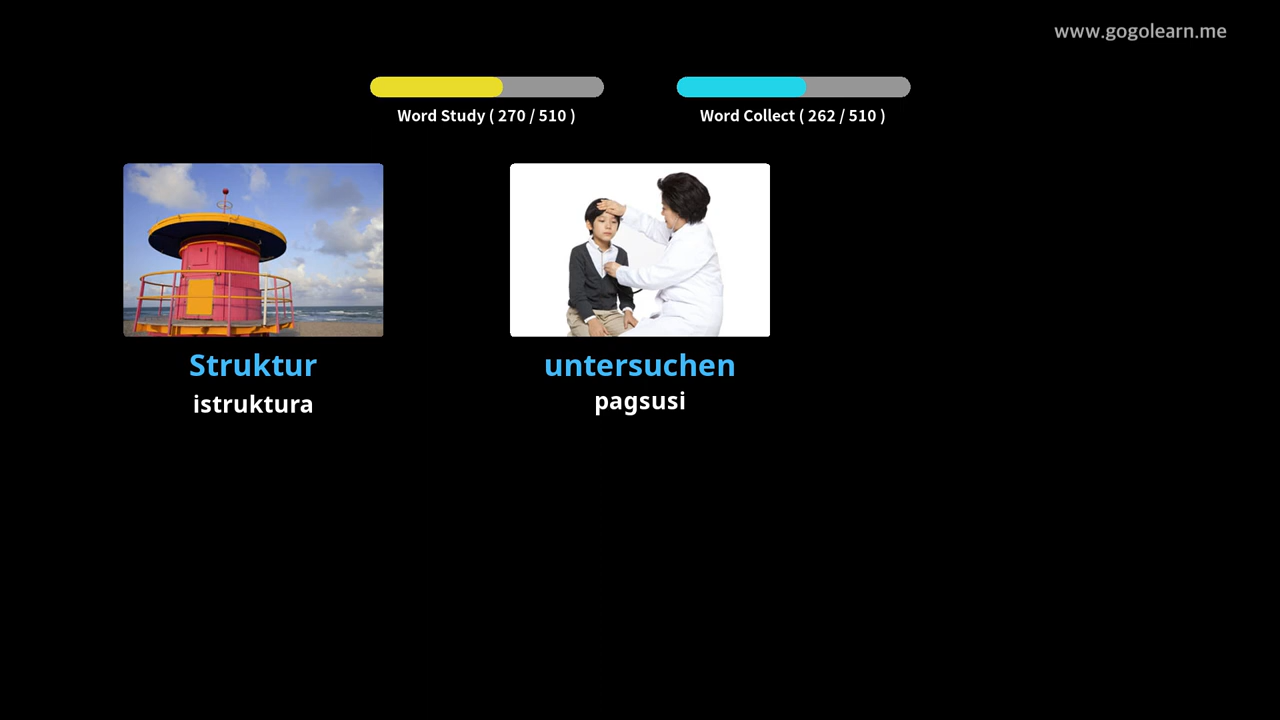 www.gogolearn.me
Word Study ( 270 / 510 )
Word Collect ( 262 / 510 )
Struktur
istruktura
untersuchen
pagsusi